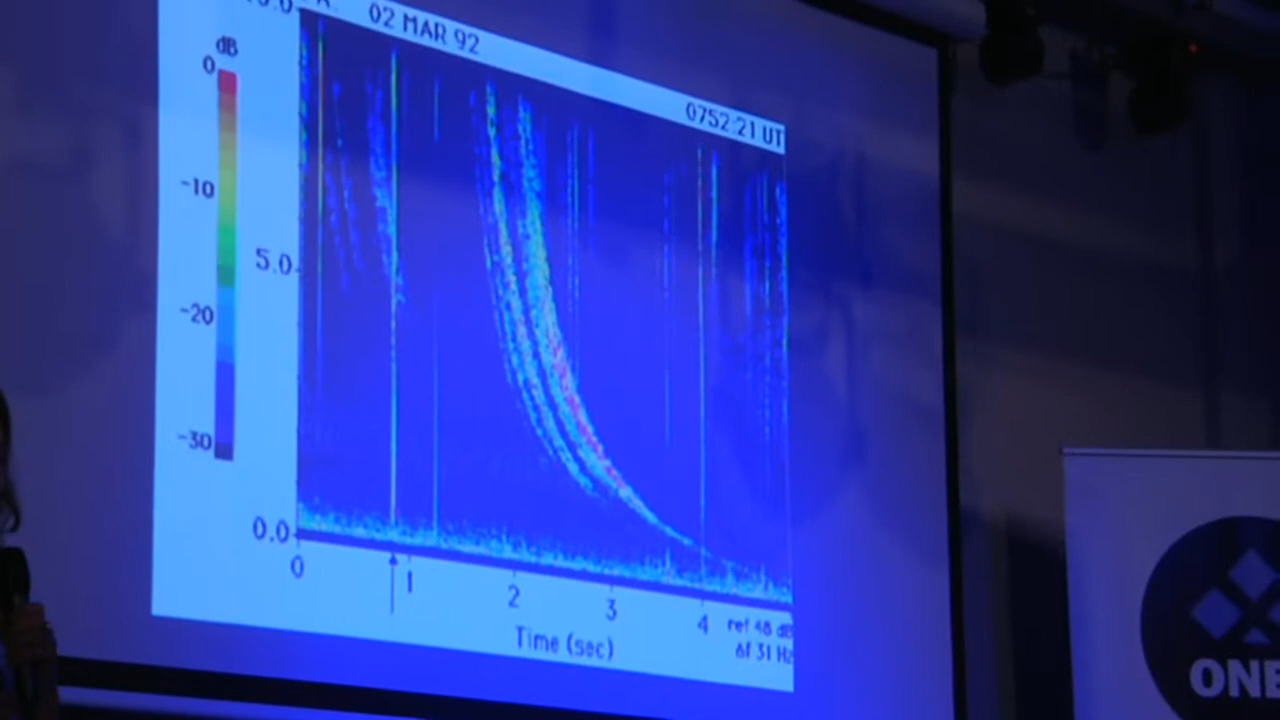 02 MAR 92
0752:21 UT
dB
0
-10
-20
-30
5.0
0.0
0
1
2
3
4
Time (sec)
ref 48 dB
Δf 31 Hz
ONE